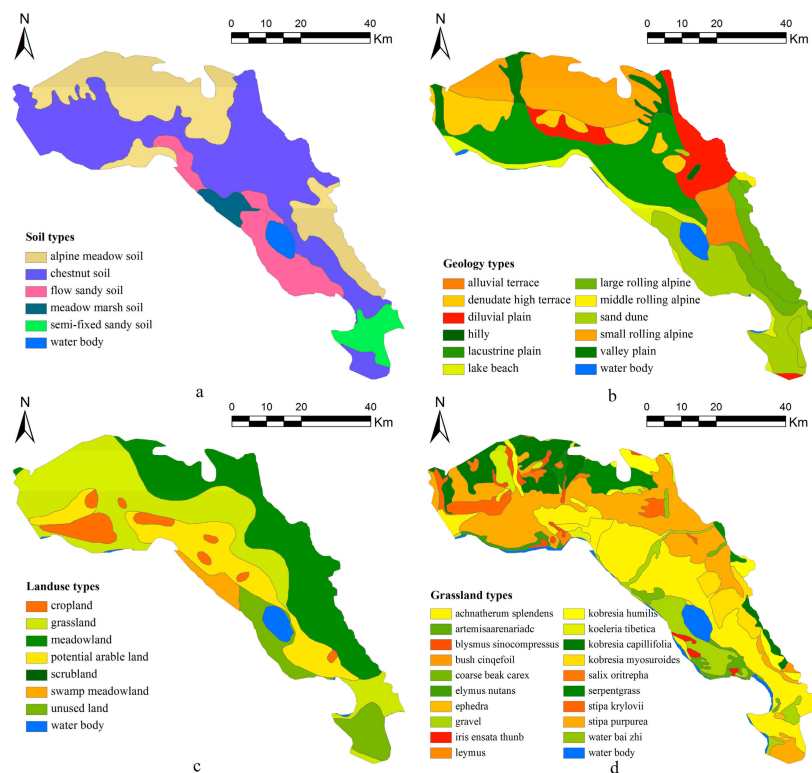 N
0 10 20 40
Km
Soil types
alpine meadow soil
chestnut soil
flow sandy soil
meadow marsh soil
semi-fixed sandy soil
water body
a
N
0 10 20 40
Km
Geology types
alluvial terrace
denudate high terrace
diluvial plain
hilly
lacustrine plain
lake beach
large rolling alpine
middle rolling alpine
sand dune
small rolling alpine
valley plain
water body
b
N
0 10 20 40
Km
Landuse types
cropland
grassland
meadowland
potential arable land
scrubland
swamp meadowland
unused land
water body
c
N
0 10 20 40
Km
Grassland types
achnatherum splendens
artemisaarenariadc
blysmus sinocompressus
bush cinqefoil
coarse beak carex
elymus nutans
ephedra
gravel
iris ensata thunb
leymus
kobresia humilis
koeleria tibetica
kobresia capillifolia
kobresia myosuroides
salix oritrepha
serpentgrass
stipa krylovii
stipa purpurea
water bai zhi
water body
d